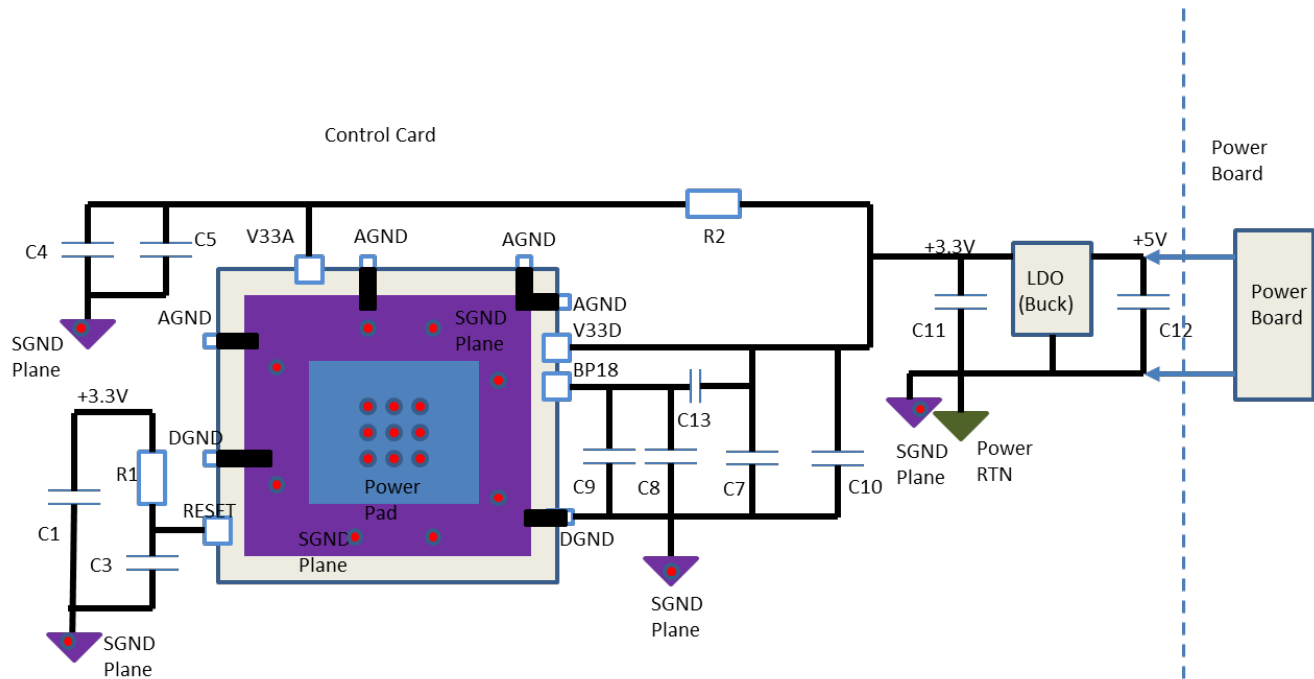 Control Card
Power
Board
R2
C4
C5
V33A
AGND
AGND
+3.3V
+5V
LDO
(Buck)
Power
Board
AGND
AGND
SGND
Plane
V33D
C11
C12
SGND
Plane
BP18
C13
+3.3V
DGND
R1
SGND
Plane
Power
RTN
Power
Pad
C9
C8
C7
C10
C1
RESET
SGND
Plane
DGND
C3
SGND
Plane
SGND
Plane